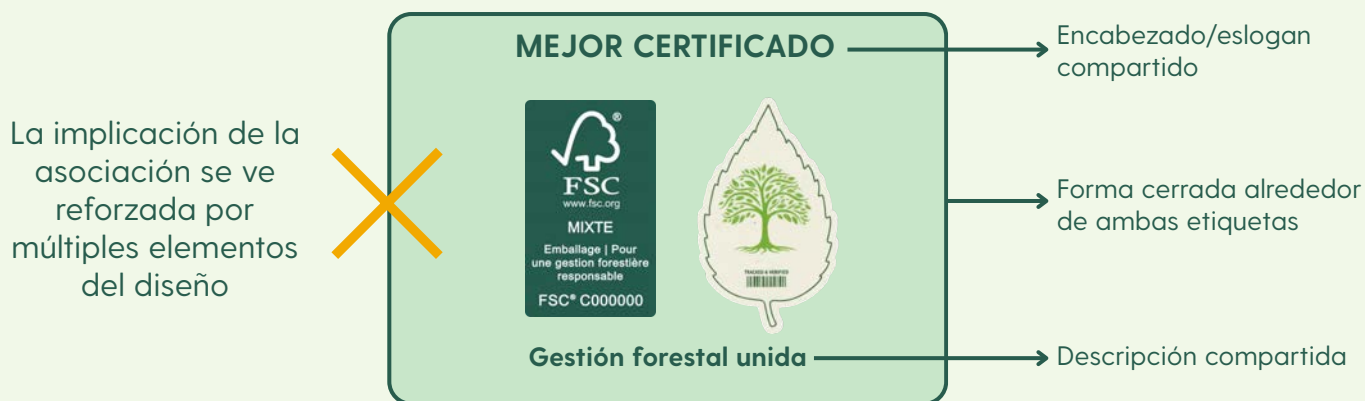 La implicación de la
asociación se ve
reforzada por
múltiples elementos
del diseño
MEJOR CERTIFICADO
FSC
www.fsc.org
MIXTE
Emballage | Pour
une gestion forestière
responsable
FSC® C000000
TRACKED & VERIFIED
Gestión forestal unida
Encabezado/eslogan
compartido
Forma cerrada alrededor
de ambas etiquetas
Descripción compartida